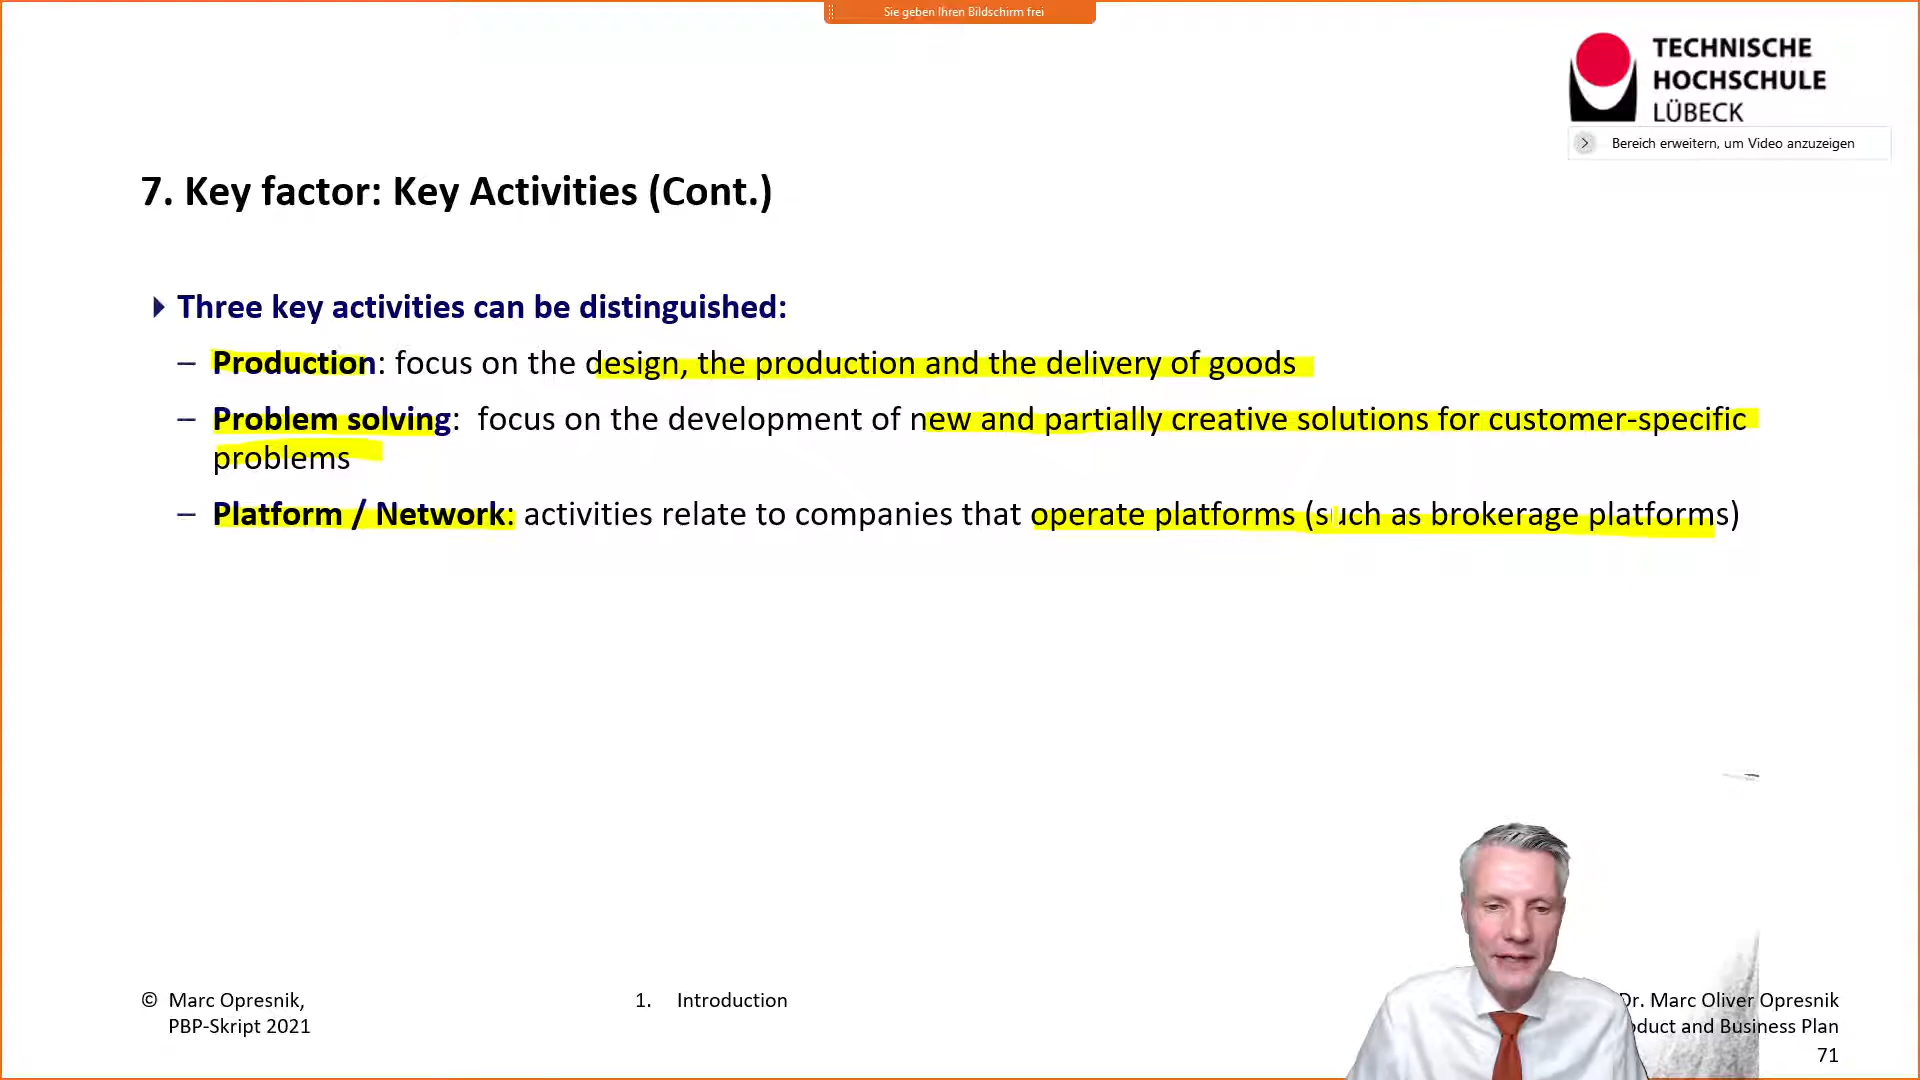 Sie geben Ihren Bildschirm frei
TECHNISCHE
HOCHSCHULE
LÜBECK
Bereich erweitern, um Video anzuzeigen
7. Key factor: Key Activities (Cont.)
Three key activities can be distinguished:
– Production: focus on the design, the production and the delivery of goods
– Problem solving: focus on the development of new and partially creative solutions for customer-specific
problems
– Platform / Network: activities relate to companies that operate platforms (such as brokerage platforms)
© Marc Opresnik,
PBP-Skript 2021
1. Introduction
Dr. Marc Oliver Opresnik
and Business Plan
71